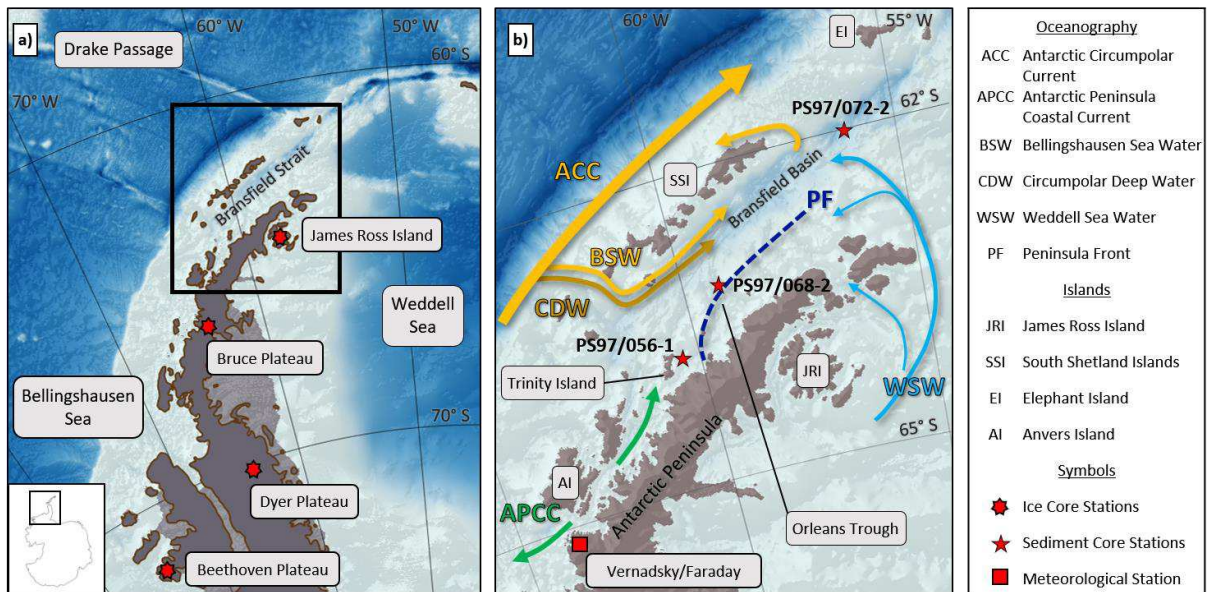 a)
Drake Passage
60° W
50° W
60° S
70° W
Bransfield Strait
James Ross Island
Weddell
Sea
Bruce Plateau
Bellingshausen
Sea
70° S
Dyer Plateau
Beethoven Plateau
b)
60° W
EI
55° W
PS97/072-2
62° S
ACC
SSI
Bransfield Basin
PF
BSW
PS97/068-2
CDW
PS97/056-1
Trinity Island
JRI
WSW
65° S
Antarctic Peninsula
AI
APCC
Orleans Trough
Vernadsky/Faraday
Oceanography
ACC Antarctic Circumpolar
Current
APCC Antarctic Peninsula
Coastal Current
BSW Bellingshausen Sea Water
CDW Circumpolar Deep Water
WSW Weddell Sea Water
PF Peninsula Front
Islands
JRI James Ross Island
SSI South Shetland Islands
EI Elephant Island
AI Anvers Island
Symbols
Ice Core Stations
Sediment Core Stations
Meteorological Station